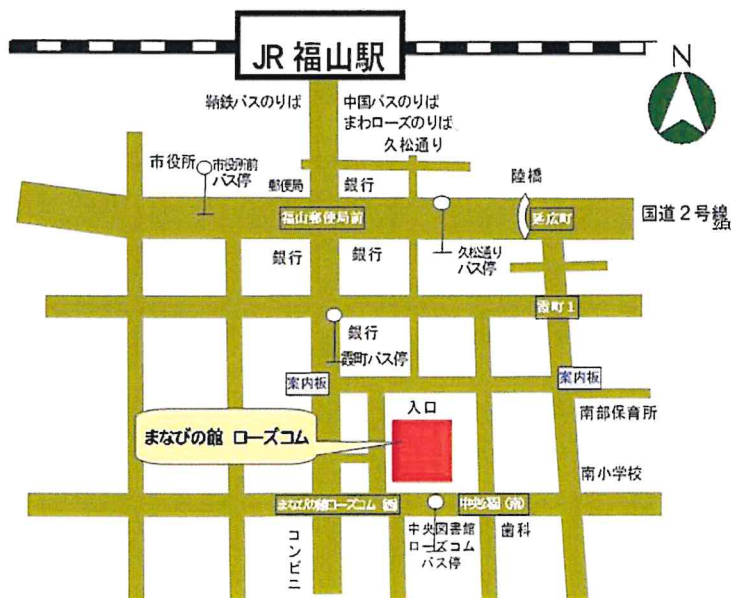 JR 福山駅
鞆鉄バスのりば
中国バスのりば
まわローズのりば
久松通り
N
市役所
市役所前
バス停
郵便局
銀行
陸橋
福山郵便局前
延広町
国道2号線
銀行
銀行
久松通り
バス停
霞町1
銀行
霞町バス停
案内板
案内板
入口
南部保育所
まなびの館 ローズコム
南小学校
まなびの館ローズコム
中央公園(南)
コンビニ
中央図書館
ローズコム
バス停
歯科